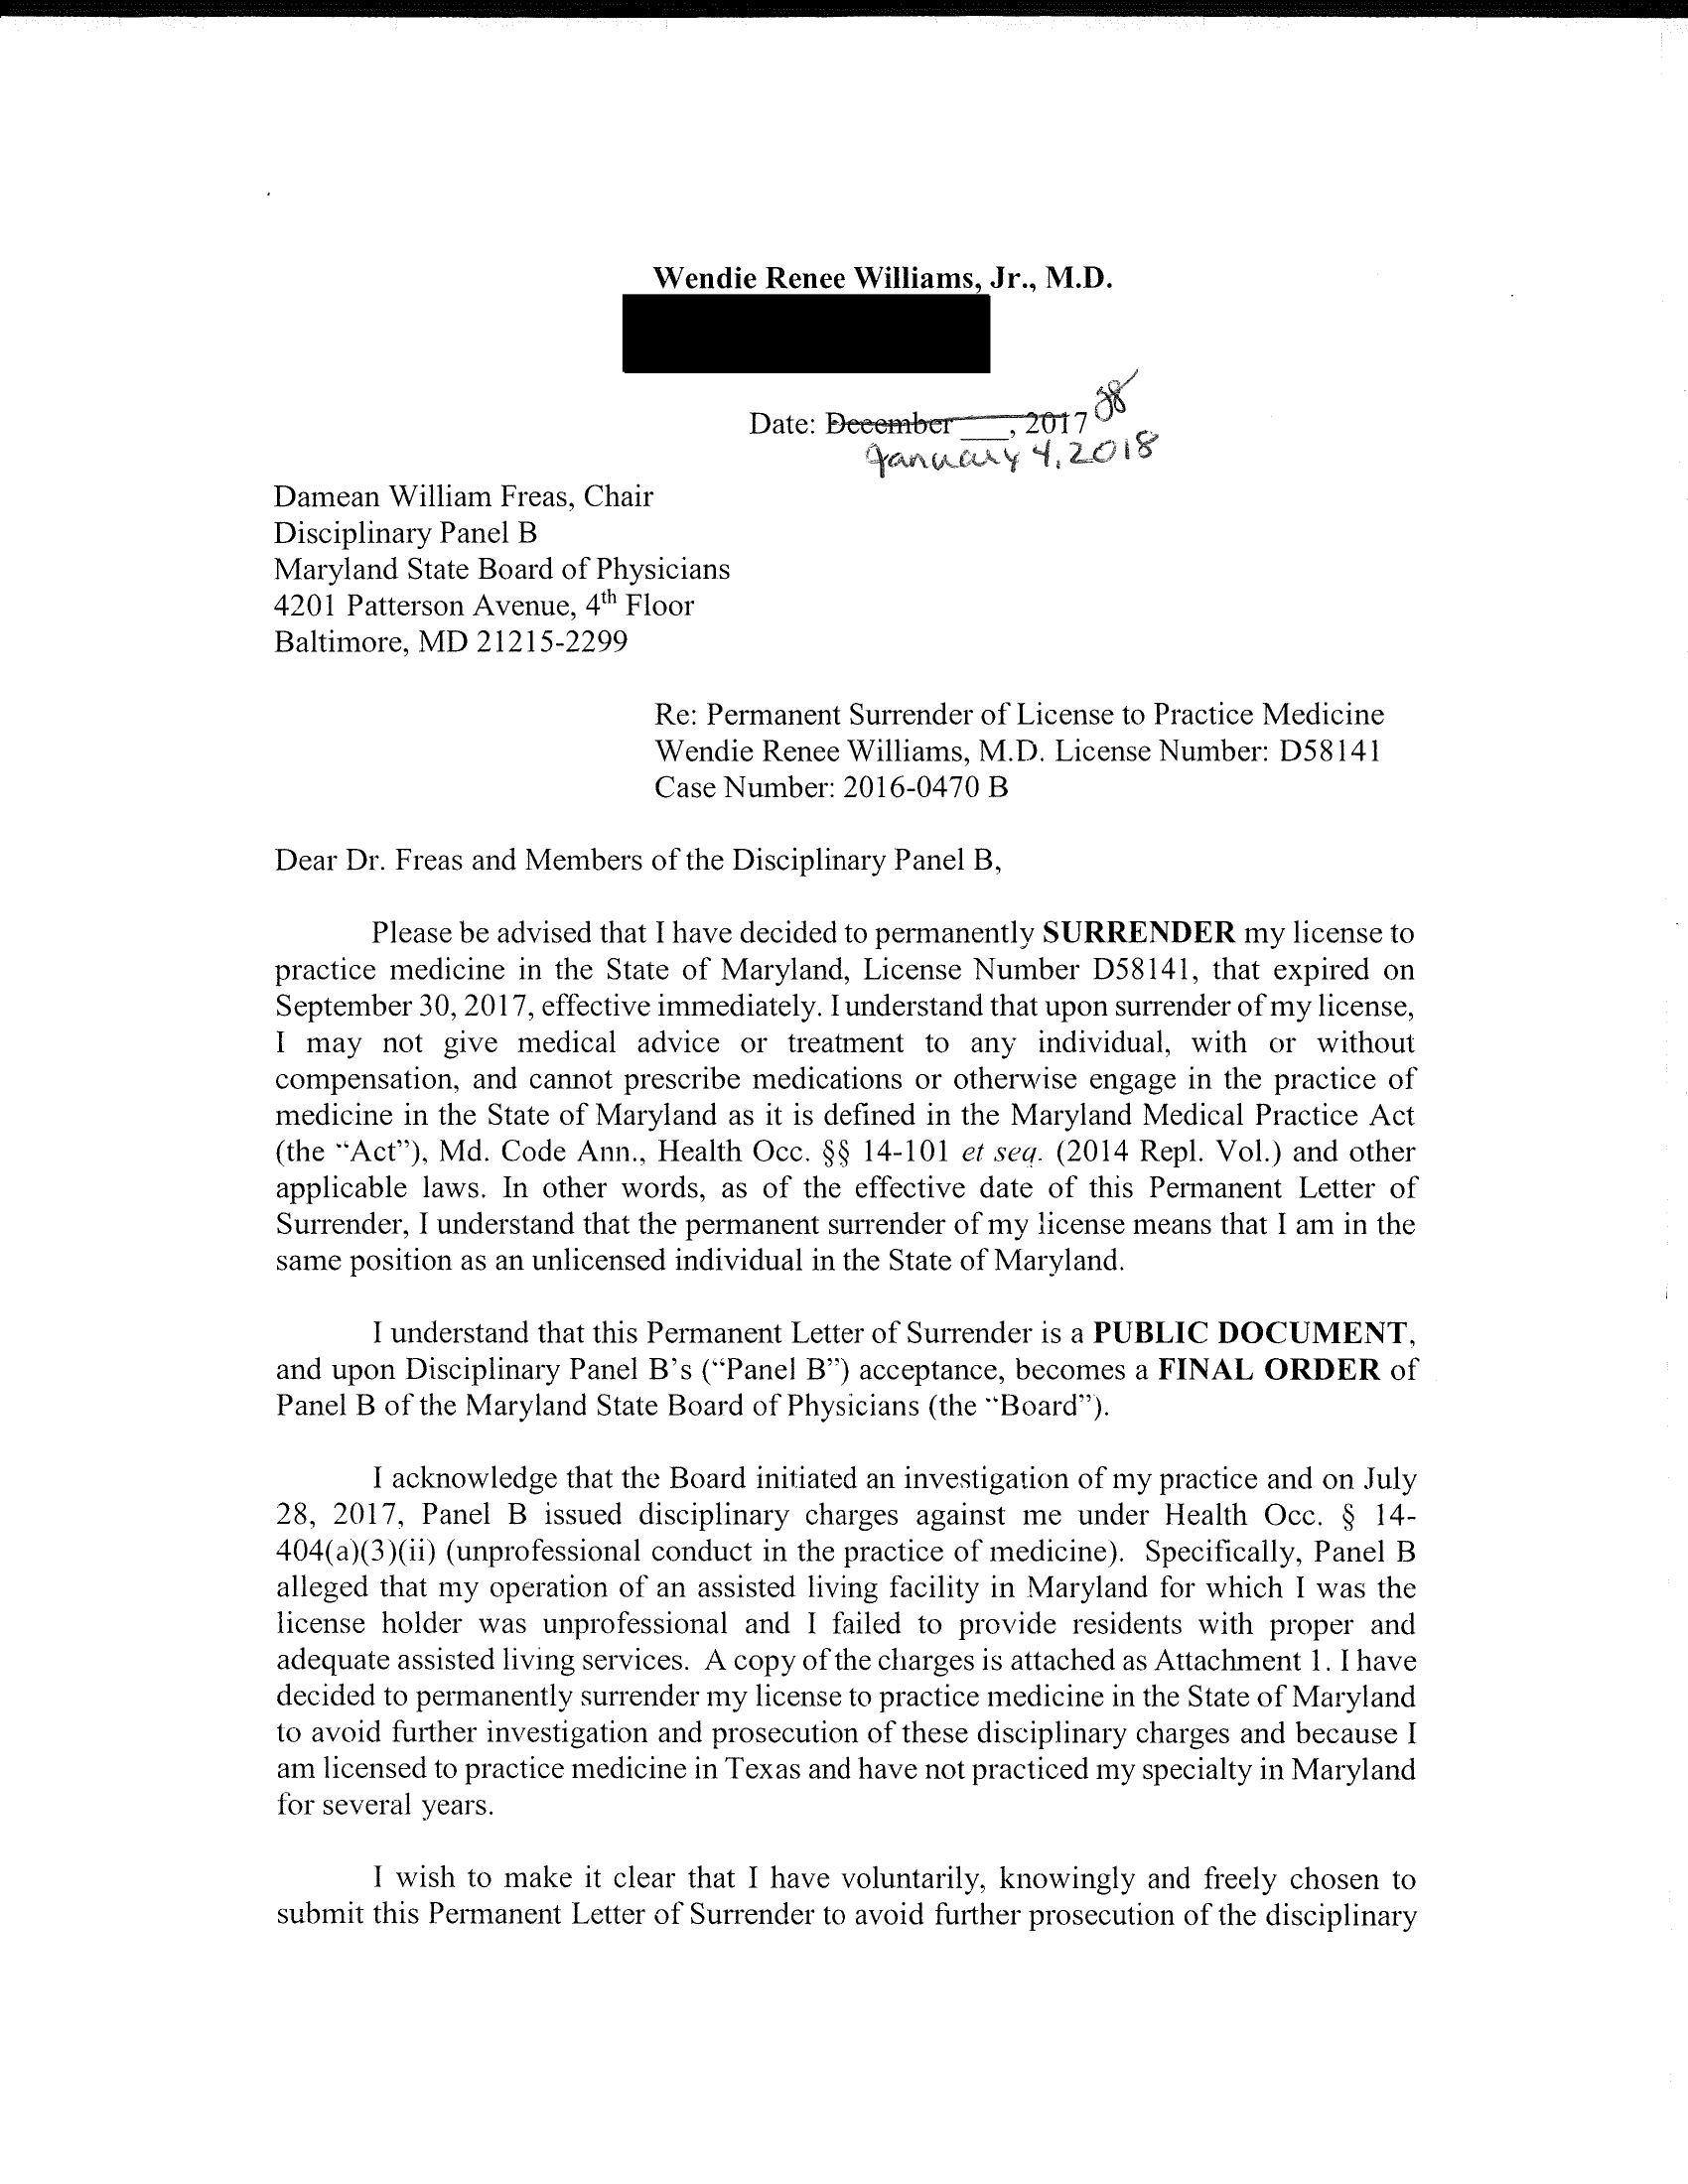 Wendie Renee Williams, Jr., M.D.
Date: December ___, 2017
January 4, 2018
Damean William Freas, Chair
Disciplinary Panel B
Maryland State Board of Physicians
4201 Patterson Avenue, 4th Floor
Baltimore, MD 21215-2299
Re: Permanent Surrender of License to Practice Medicine
Wendie Renee Williams, M.D. License Number: D58141
Case Number: 2016-0470 B
Dear Dr. Freas and Members of the Disciplinary Panel B,
Please be advised that I have decided to permanently SURRENDER my license to
practice medicine in the State of Maryland, License Number D58141, that expired on
September 30, 2017, effective immediately. I understand that upon surrender of my license,
I may not give medical advice or treatment to any individual, with or without
compensation, and cannot prescribe medications or otherwise engage in the practice of
medicine in the State of Maryland as it is defined in the Maryland Medical Practice Act
(the “Act”), Md. Code Ann., Health Occ. §§ 14-101 et seq. (2014 Repl. Vol.) and other
applicable laws. In other words, as of the effective date of this Permanent Letter of
Surrender, I understand that the permanent surrender of my license means that I am in the
same position as an unlicensed individual in the State of Maryland.
I understand that this Permanent Letter of Surrender is a PUBLIC DOCUMENT,
and upon Disciplinary Panel B’s (“Panel B”) acceptance, becomes a FINAL ORDER of
Panel B of the Maryland State Board of Physicians (the “Board”).
I acknowledge that the Board initiated an investigation of my practice and on July
28, 2017, Panel B issued disciplinary charges against me under Health Occ. § 14-
404(a)(3)(ii) (unprofessional conduct in the practice of medicine). Specifically, Panel B
alleged that my operation of an assisted living facility in Maryland for which I was the
license holder was unprofessional and I failed to provide residents with proper and
adequate assisted living services. A copy of the charges is attached as Attachment 1. I have
decided to permanently surrender my license to practice medicine in the State of Maryland
to avoid further investigation and prosecution of these disciplinary charges and because I
am licensed to practice medicine in Texas and have not practiced my specialty in Maryland
for several years.
I wish to make it clear that I have voluntarily, knowingly and freely chosen to
submit this Permanent Letter of Surrender to avoid further prosecution of the disciplinary